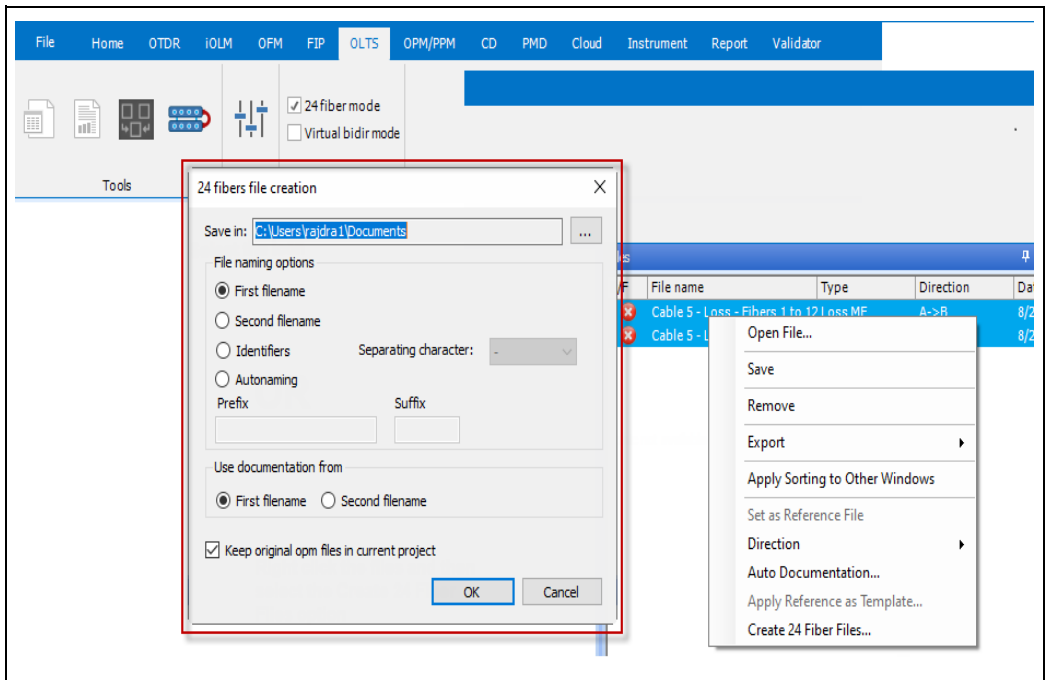 File Home OTDR iOLM OFM FIP OLTS OPM/PPM CD PMD Cloud Instrument Report Validator
24 fiber mode
Virtual bidir mode
Tools
24 fibers file creation
Save in: C:\Users\rajdra1\Documents ...
File naming options
First filename
Second filename
Identifiers Separating character: -
Autonaming
Prefix Suffix
Use documentation from
First filename Second filename
Keep original opm files in current project
OK Cancel
File name Type Direction
Cable 5 - Loss - Fibers 1 to 12 Loss MF A->B 8/2
Cable 5 - L 8/2
Open File...
Save
Remove
Export
Apply Sorting to Other Windows
Set as Reference File
Direction
Auto Documentation...
Apply Reference as Template...
Create 24 Fiber Files...